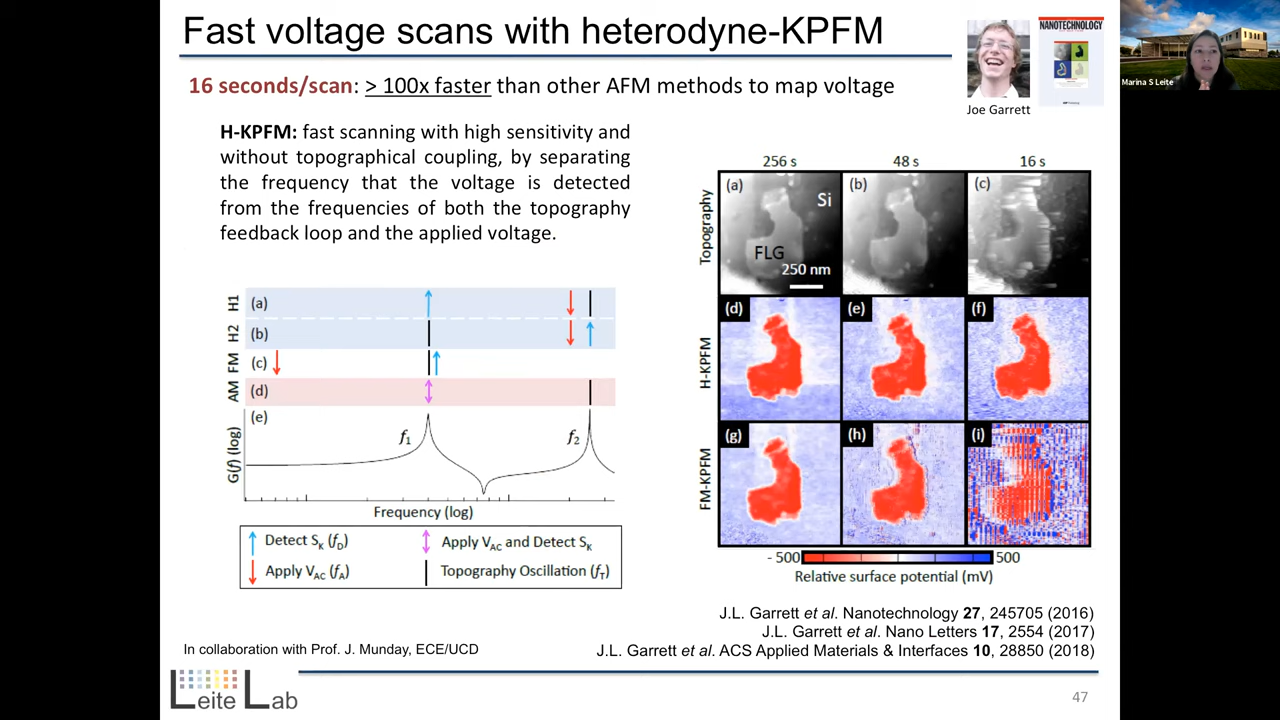 Fast voltage scans with heterodyne-KPFM
NANOTECHNOLOGY
Marina S Leite
Joe Garrett
16 seconds/scan: > 100x faster than other AFM methods to map voltage
H-KPFM: fast scanning with high sensitivity and
without topographical coupling, by separating
the frequency that the voltage is detected
from the frequencies of both the topography
feedback loop and the applied voltage.
H1 (a)
H2 (b)
FM (c)
AM (d)
(e)
G(f) (log)
f1
f2
Frequency (log)
Detect SK (fD)
Apply VAC and Detect SK
Apply VAC (fA)
Topography Oscillation (fT)
256 s 48 s 16 s
Topography
(a) (b) (c)
Si
FLG
250 nm
H-KPFM
(d) (e) (f)
FM-KPFM
(g) (h) (i)
- 500 500
Relative surface potential (mV)
J.L. Garrett et al. Nanotechnology 27, 245705 (2016)
J.L. Garrett et al. Nano Letters 17, 2554 (2017)
J.L. Garrett et al. ACS Applied Materials & Interfaces 10, 28850 (2018)
In collaboration with Prof. J. Munday, ECE/UCD
Leite Lab
47